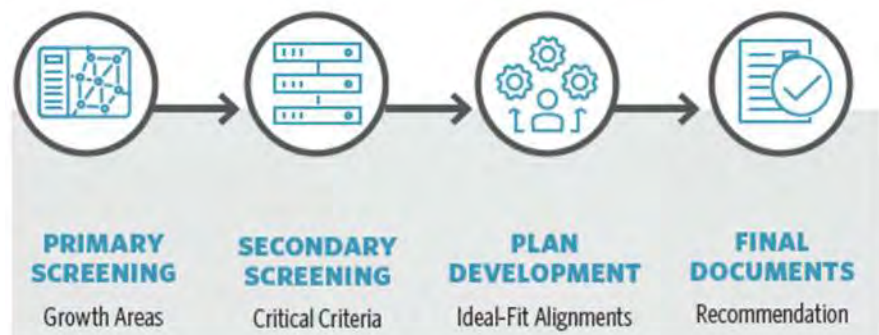 PRIMARY
SCREENING
Growth Areas
SECONDARY
SCREENING
Critical Criteria
PLAN
DEVELOPMENT
Ideal-Fit Alignments
FINAL
DOCUMENTS
Recommendation